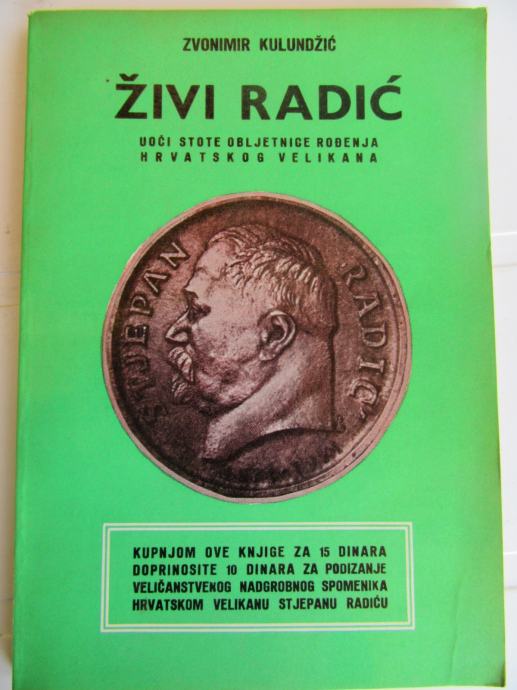 ZVONIMIR KULUNDŽIĆ
ŽIVI RADIĆ
UOČI STOTE OBLJETNICE ROĐENJA
HRVATSKOG VELIKANA
STJEPAN RADIĆ
KUPNJOM OVE KNJIGE ZA 15 DINARA
DOPRINOSITE 10 DINARA ZA PODIZANJE
VELIČANSTVENOG NADGROBNOG SPOMENIKA
HRVATSKOM VELIKANU STJEPANU RADIĆU